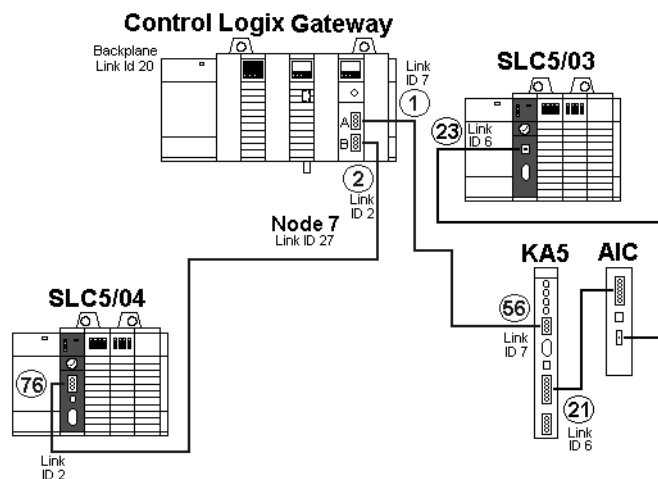 Control Logix Gateway
Backplane
Link Id 20
Link
ID 7
1
A
B
2
Link
ID 2
Node 7
Link ID 27
SLC5/03
23
Link
ID 6
KA5
AIC
56
Link
ID 7
21
Link
ID 6
SLC5/04
76
Link
ID 2